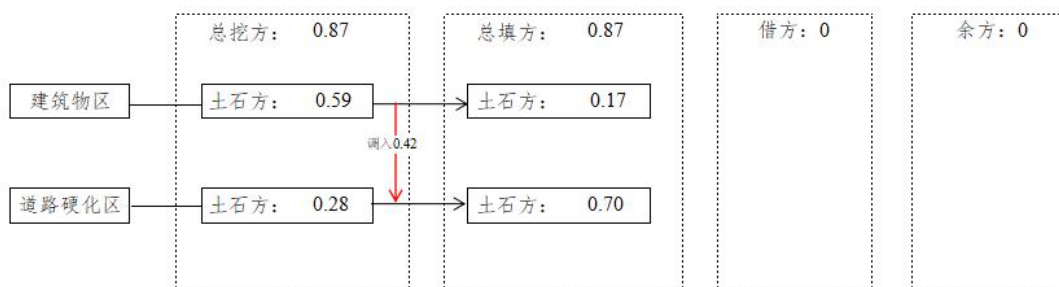 总挖方： 0.87
总填方： 0.87
借方：0
余方：0
建筑物区
土石方： 0.59
土石方： 0.17
调入0.42
道路硬化区
土石方： 0.28
土石方： 0.70